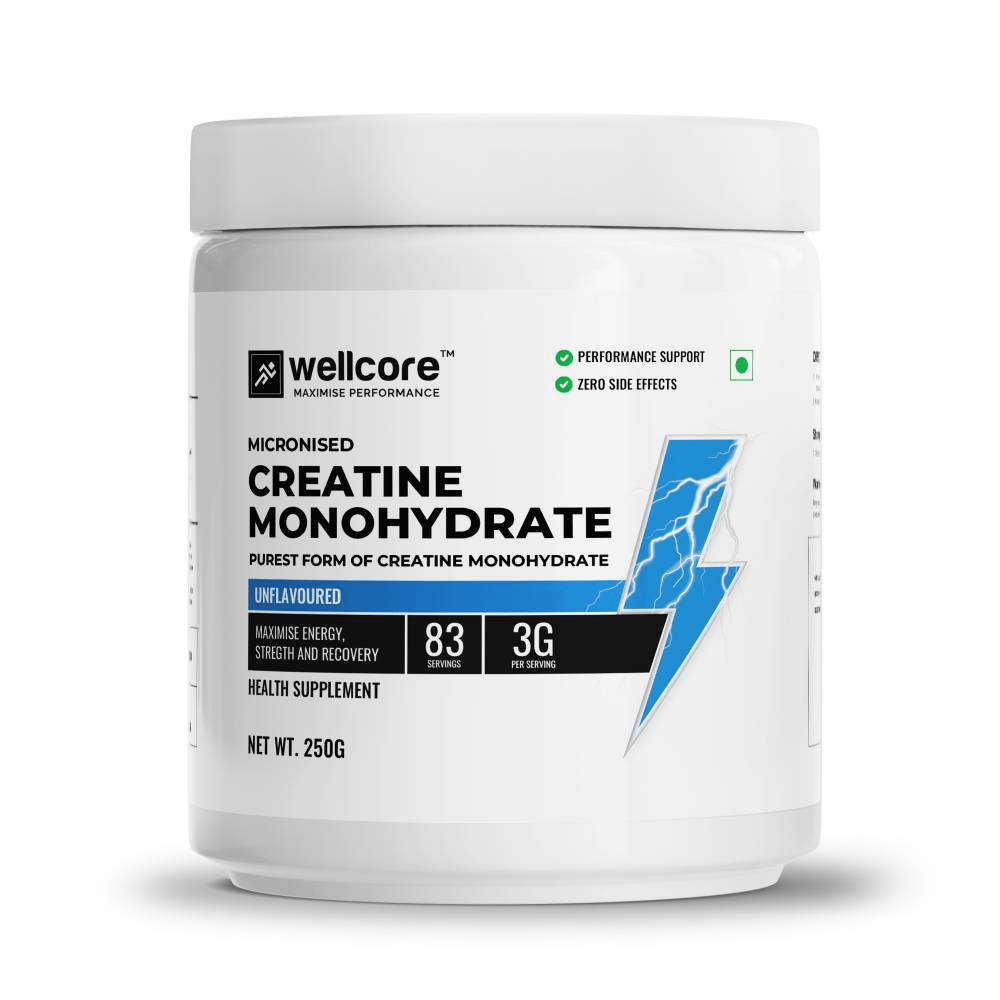 wellcore™
MAXIMISE PERFORMANCE
PERFORMANCE SUPPORT
ZERO SIDE EFFECTS
MICRONISED
CREATINE
MONOHYDRATE
PUREST FORM OF CREATINE MONOHYDRATE
UNFLAVOURED
MAXIMISE ENERGY,
STREGTH AND RECOVERY
83
SERVINGS
3G
PER SERVING
HEALTH SUPPLEMENT
NET WT. 250G